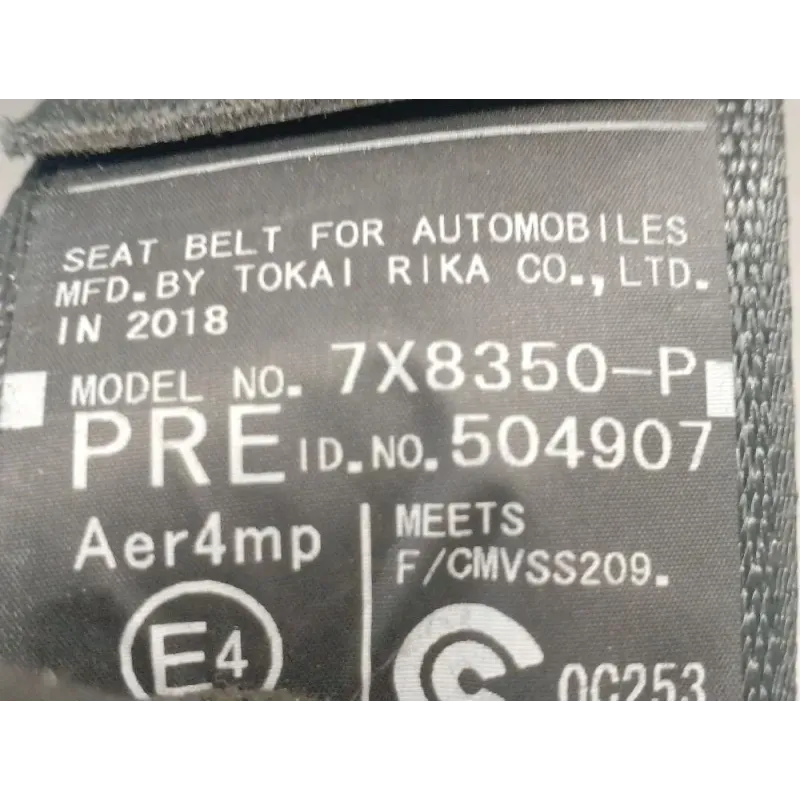 SEAT BELT FOR AUTOMOBILES
MFD. BY TOKAI RIKA CO., LTD.
IN 2018
MODEL NO. 7X8350-P
PRE ID. NO. 504907
Aer4mp
MEETS
F/CMVSS209.
E4
0C253